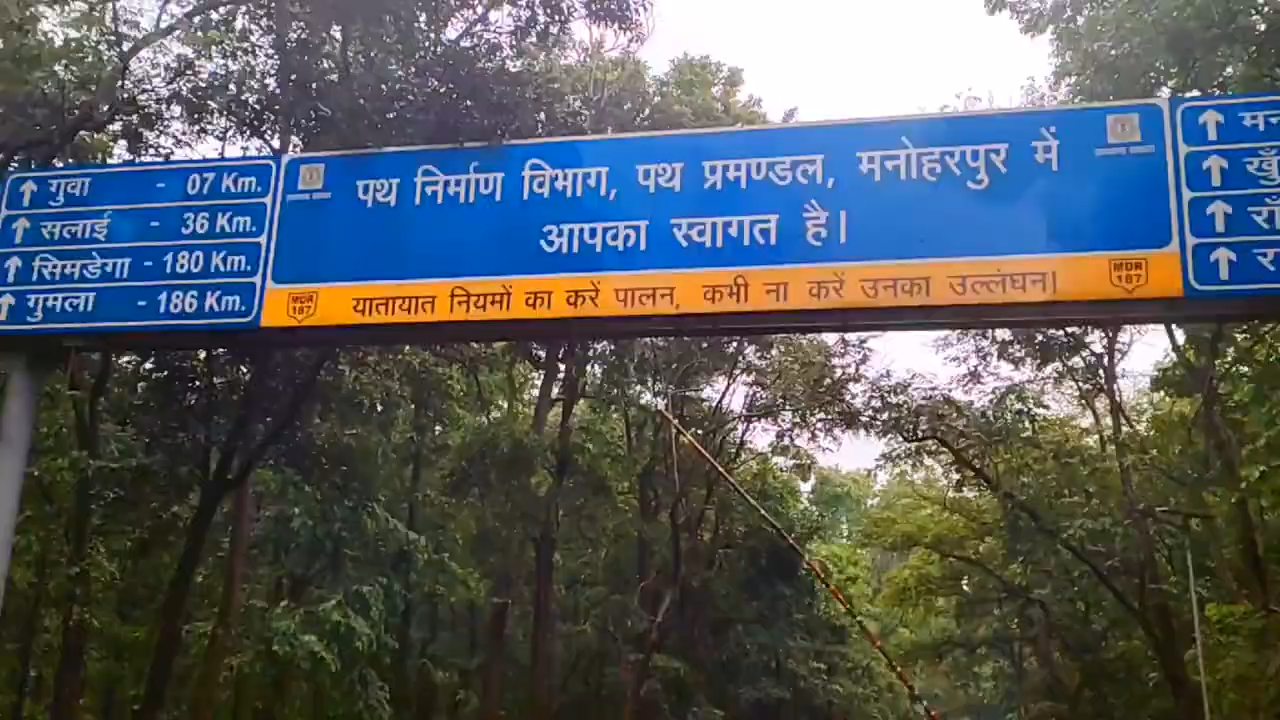 गुवा - 07 Km.
सलाई - 36 Km.
सिमडेगा - 180 Km.
गुमला - 186 Km.
पथ निर्माण विभाग, पथ प्रमण्डल, मनोहरपुर में
आपका स्वागत है।
MDR 187
यातायात नियमों का करें पालन, कभी ना करें उनका उल्लंघन।
MDR 187